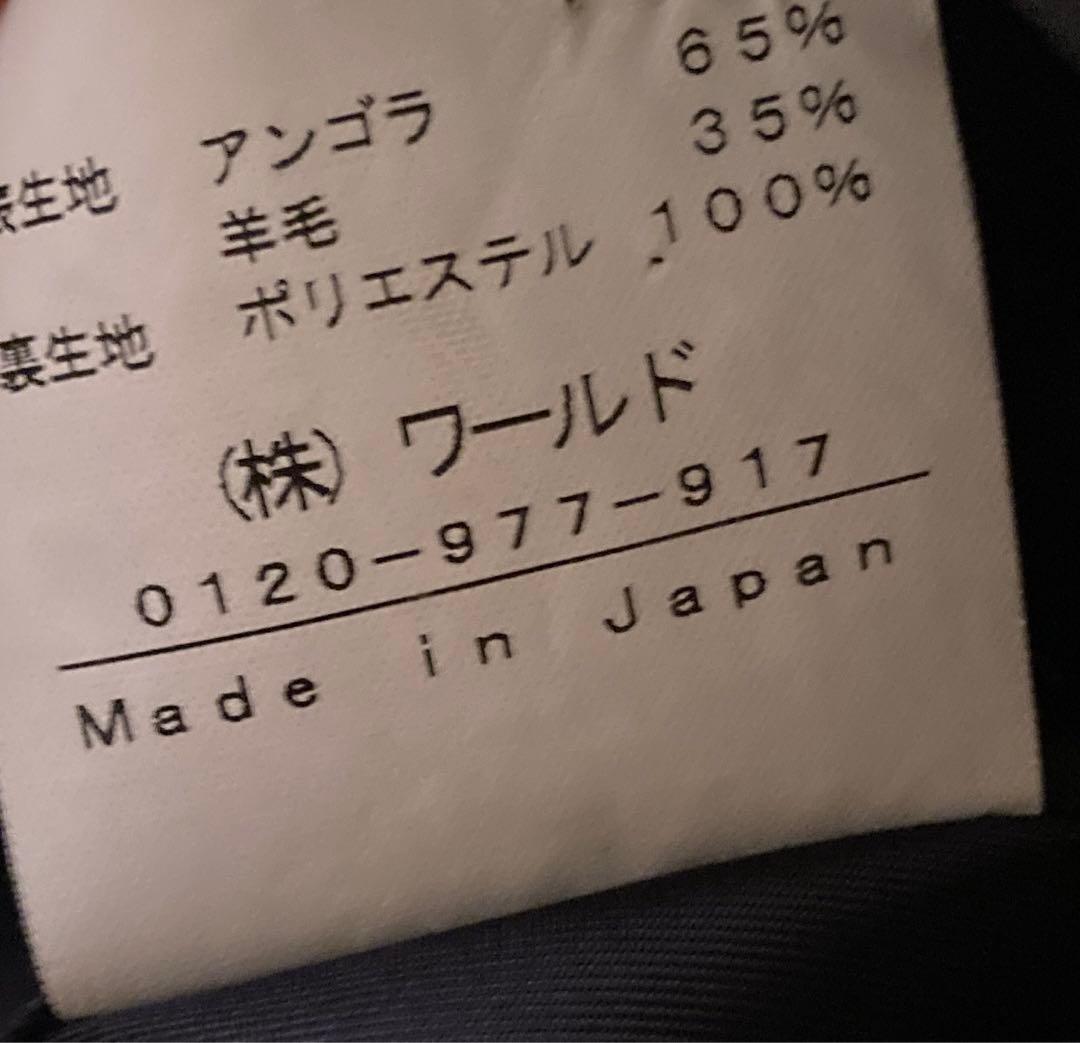 表生地 アンゴラ 65%
羊毛 35%
裏生地 ポリエステル 100%
(株) ワールド
0120-977-917
Made in Japan